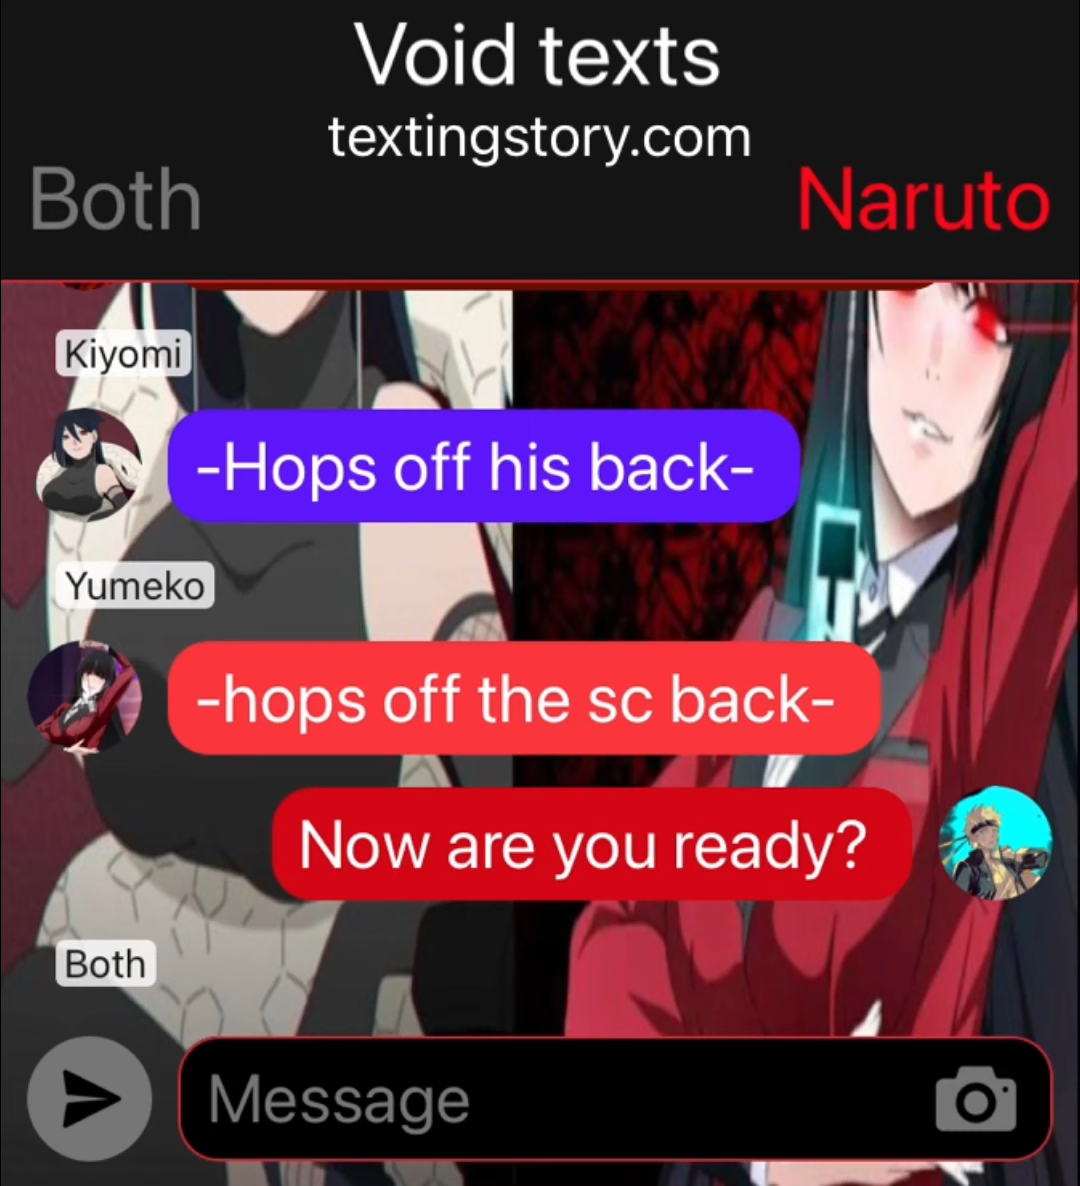 Void texts
textingstory.com
Both
Naruto
Kiyomi
-Hops off his back-
Yumeko
-hops off the sc back-
Now are you ready?
Both
Message